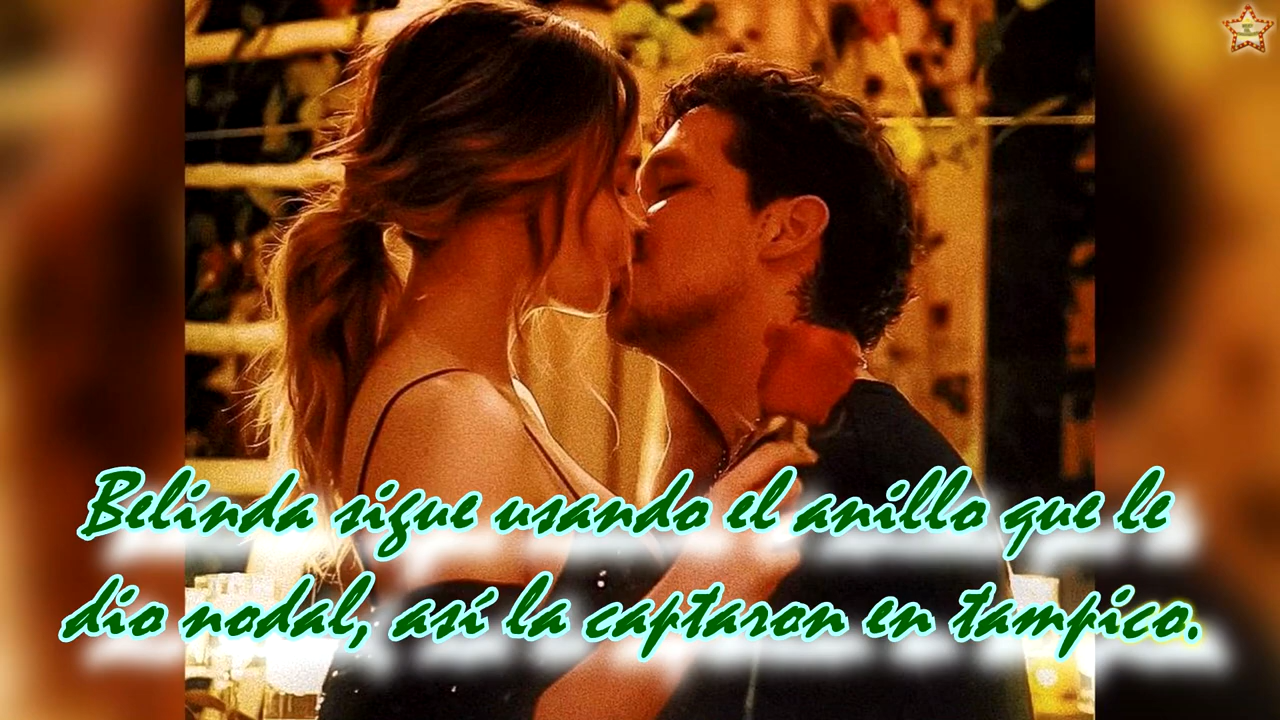 Belinda sigue usando el anillo que le
dio nodal, así la captaron en tampico.